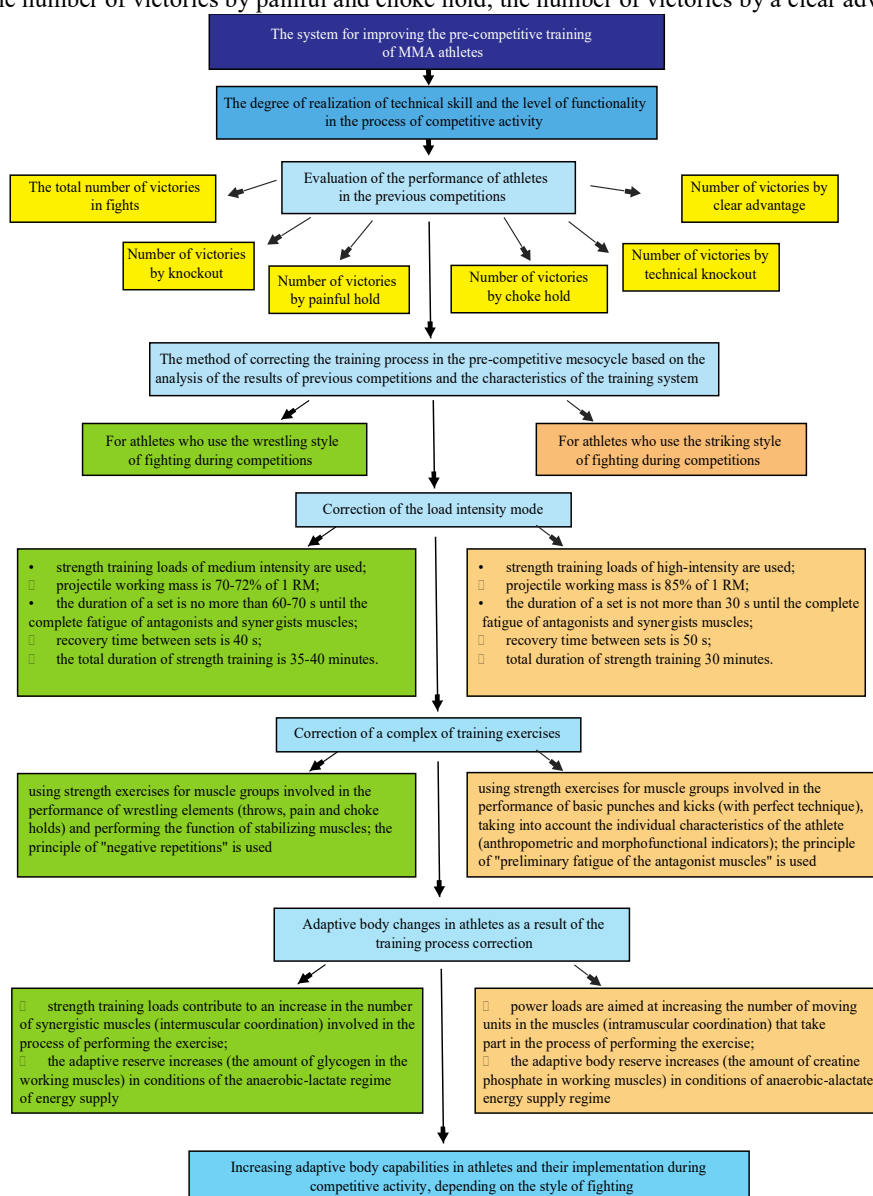 e number of victories by painful and choke hold, the number of victories by a clear adv
The system for improving the pre-competitive training
of MMA athletes
The degree of realization of technical skill and the level of functionality
in the process of competitive activity
Evaluation of the performance of athletes
in the previous competitions
The total number of victories
in fights
Number of victories by
clear advantage
Number of victories
by knockout
Number of victories
by painful hold
Number of victories
by choke hold
Number of victories by
technical knockout
The method of correcting the training process in the pre-competitive mesocycle based on the
analysis of the results of previous competitions and the characteristics of the training system
For athletes who use the wrestling style
of fighting during competitions
For athletes who use the striking style
of fighting during competitions
Correction of the load intensity mode
• strength training loads of medium intensity are used;
▯ projectile working mass is 70-72% of 1 RM;
• the duration of a set is no more than 60-70 s until the
complete fatigue of antagonists and synergists muscles;
▯ recovery time between sets is 40 s;
▯ the total duration of strength training is 35-40 minutes.
• strength training loads of high-intensity are used;
▯ projectile working mass is 85% of 1 RM;
• the duration of a set is not more than 30 s until the complete
fatigue of antagonists and synergists muscles;
▯ recovery time between sets is 50 s;
▯ total duration of strength training 30 minutes.
Correction of a complex of training exercises
using strength exercises for muscle groups involved in the
performance of wrestling elements (throws, pain and choke
holds) and performing the function of stabilizing muscles; the
principle of "negative repetitions" is used
using strength exercises for muscle groups involved in the
performance of basic punches and kicks (with perfect technique),
taking into account the individual characteristics of the athlete
(anthropometric and morphofunctional indicators); the principle
of "preliminary fatigue of the antagonist muscles" is used
Adaptive body changes in athletes as a result of the
training process correction
▯ strength training loads contribute to an increase in the number
of synergistic muscles (intermuscular coordination) involved in the
process of performing the exercise;
▯ the adaptive reserve increases (the amount of glycogen in the
working muscles) in conditions of the anaerobic-lactate regime
of energy supply
▯ power loads are aimed at increasing the number of moving
units in the muscles (intramuscular coordination) that take
part in the process of performing the exercise;
▯ the adaptive body reserve increases (the amount of creatine
phosphate in working muscles) in conditions of anaerobic-alactate
energy supply regime
Increasing adaptive body capabilities in athletes and their implementation during
competitive activity, depending on the style of fighting